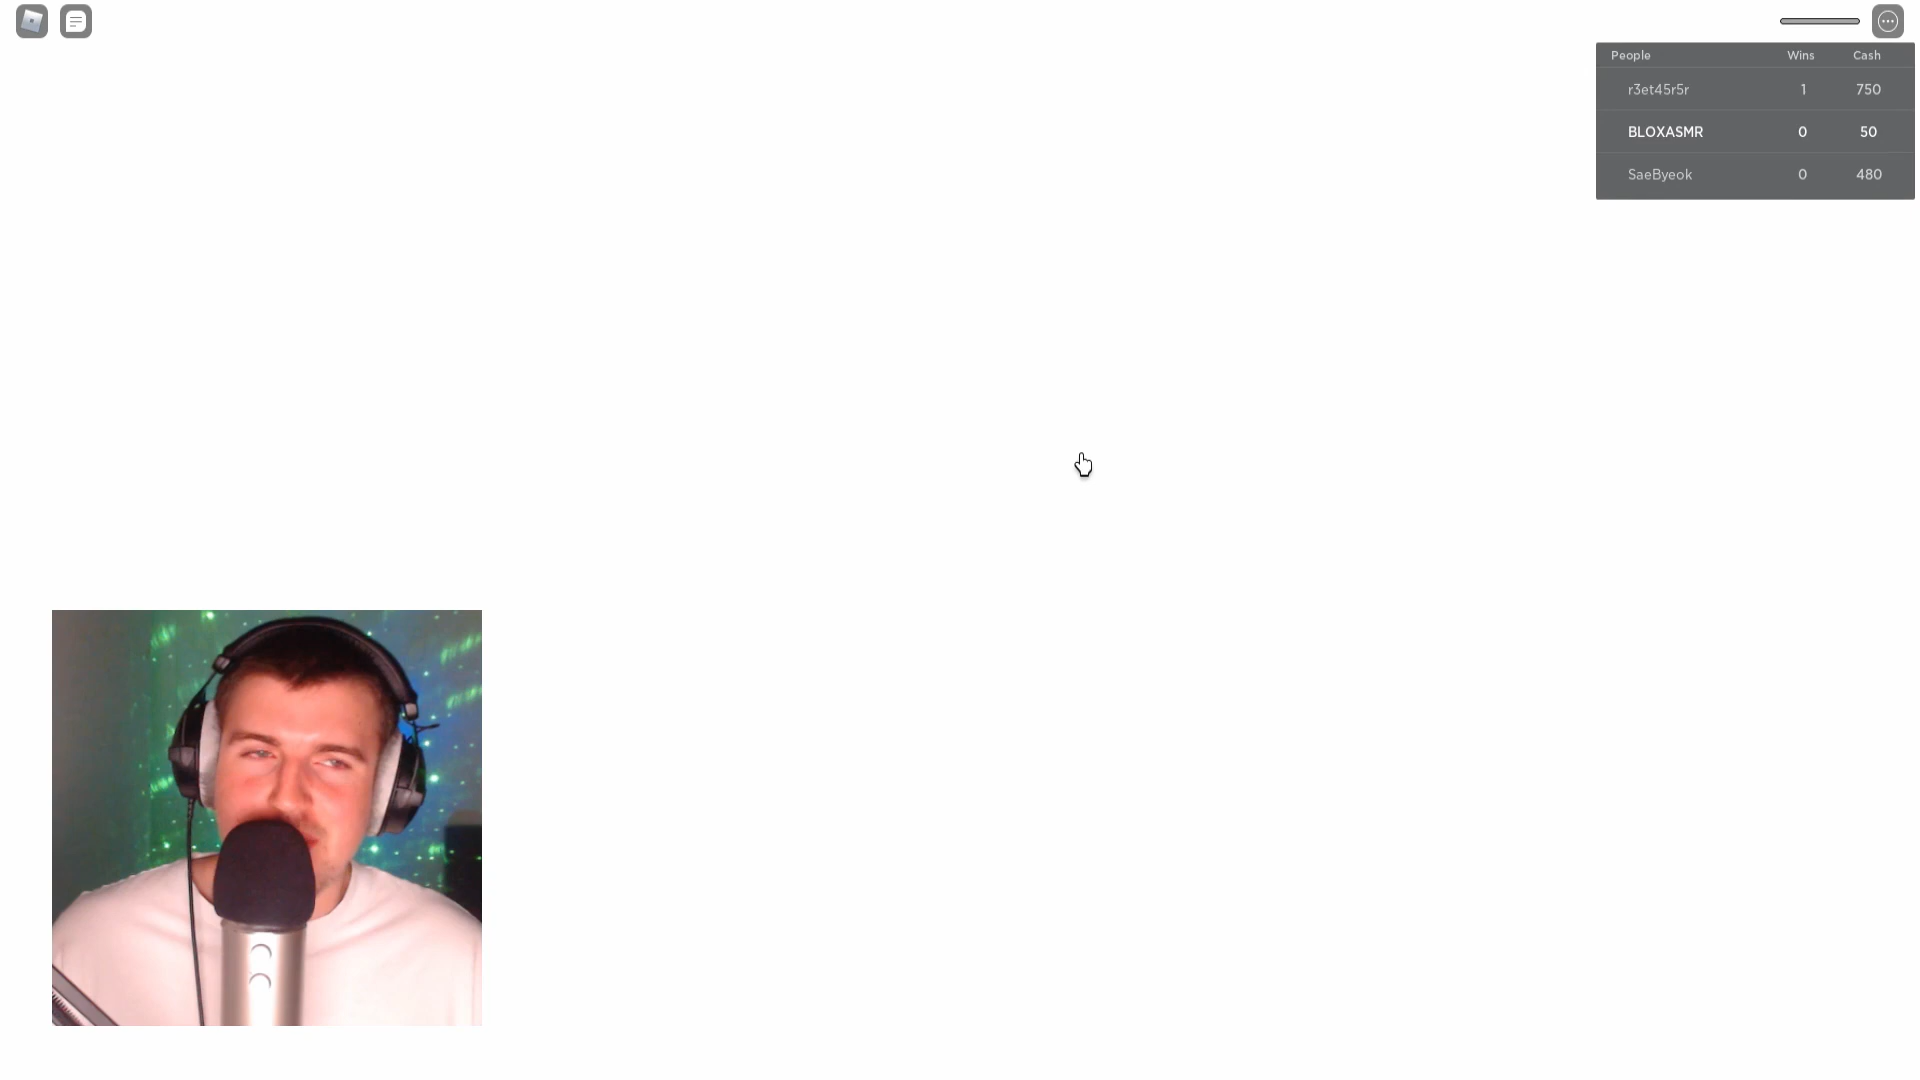 People Wins Cash
r3et45r5r 1 750
BLOXASMR 0 50
SaeByeok 0 480